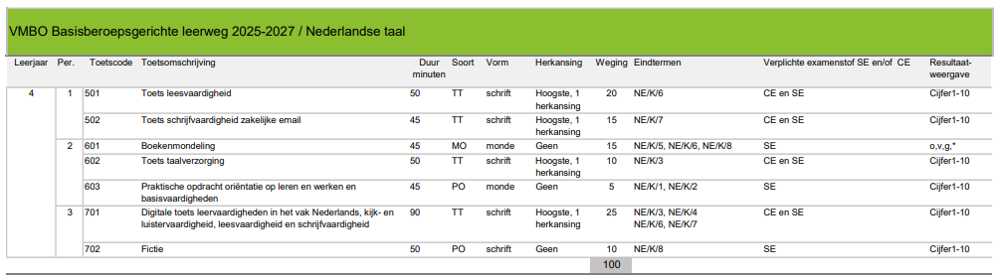 VMBO Basisberoepsgerichte leerweg 2025-2027 / Nederlandse taal
Leerjaar Per. Toetscode Toetsomschrijving Duur minuten Soort Vorm Herkansing Weging Eindtermen Verplichte examenstof SE en/of CE Resultaat-weergave
4 1 501 Toets leesvaardigheid 50 TT schrift Hoogste, 1 herkansing 20 NE/K/6 CE en SE Cijfer1-10
502 Toets schrijfvaardigheid zakelijke email 45 TT schrift Hoogste, 1 herkansing 15 NE/K/7 CE en SE Cijfer1-10
2 601 Boekenmondeling 45 MO monde Geen 15 NE/K/5, NE/K/6, NE/K/8 SE o,v,g,*
602 Toets taalverzorging 50 TT schrift Hoogste, 1 herkansing 10 NE/K/3 CE en SE Cijfer1-10
603 Praktische opdracht oriëntatie op leren en werken en basisvaardigheden 45 PO monde Geen 5 NE/K/1, NE/K/2 SE Cijfer1-10
3 701 Digitale toets leervaardigheden in het vak Nederlands, kijk- en luistervaardigheid, leesvaardigheid en schrijfvaardigheid 90 TT schrift Hoogste, 1 herkansing 25 NE/K/3, NE/K/4 NE/K/6, NE/K/7 CE en SE Cijfer1-10
702 Fictie 50 PO schrift Geen 10 NE/K/8 SE Cijfer1-10
100